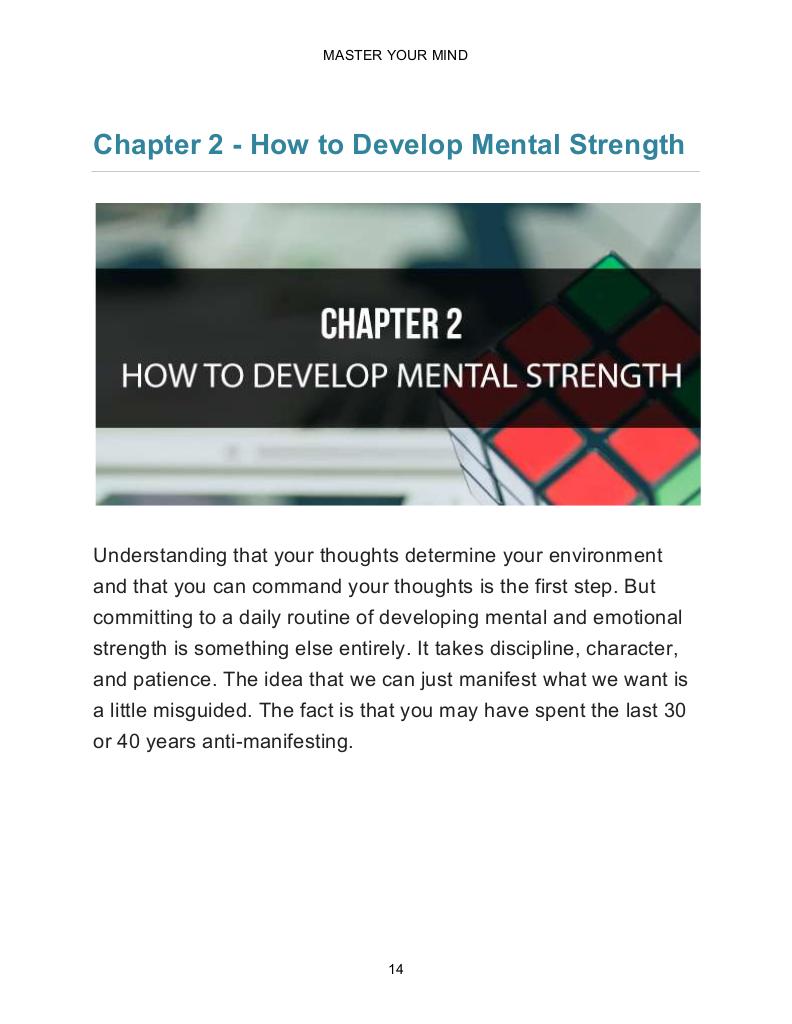 MASTER YOUR MIND
Chapter 2 - How to Develop Mental Strength
CHAPTER 2
HOW TO DEVELOP MENTAL STRENGTH
Understanding that your thoughts determine your environment
and that you can command your thoughts is the first step. But
committing to a daily routine of developing mental and emotional
strength is something else entirely. It takes discipline, character,
and patience. The idea that we can just manifest what we want is
a little misguided. The fact is that you may have spent the last 30
or 40 years anti-manifesting.
14